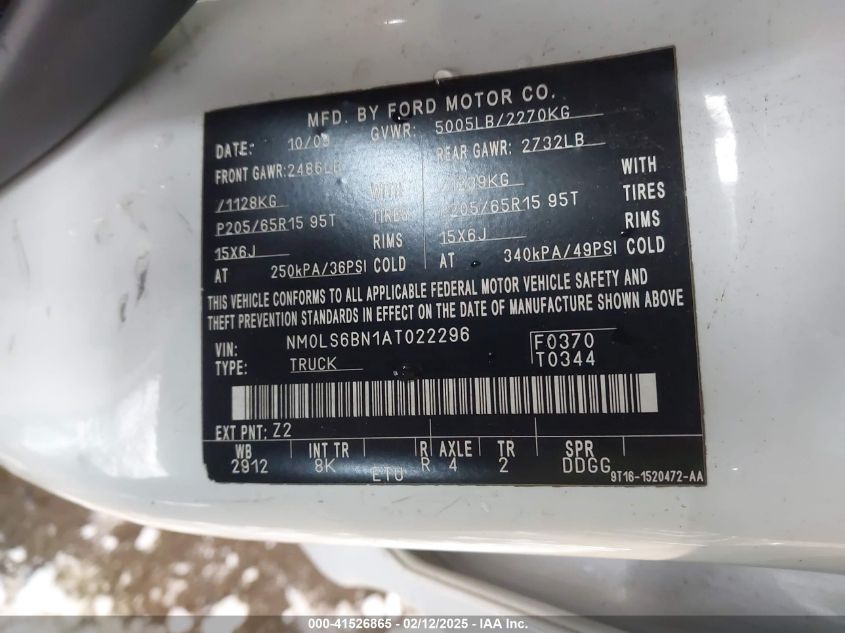 MFD. BY FORD MOTOR CO.
DATE: 10/09 GVWR: 5005LB/2270KG
FRONT GAWR: 2486LB REAR GAWR: 2732LB
/1128KG WITH /1239KG WITH
P205/65R15 95T TIRES P205/65R15 95T TIRES
15X6J RIMS 15X6J RIMS
AT 250kPA/36PSI COLD AT 340kPA/49PSI COLD
THIS VEHICLE CONFORMS TO ALL APPLICABLE FEDERAL MOTOR VEHICLE SAFETY AND
THEFT PREVENTION STANDARDS IN EFFECT ON THE DATE OF MANUFACTURE SHOWN ABOVE
VIN: NM0LS6BN1AT022296 F0370
TYPE: TRUCK T0344
EXT PNT: Z2
WB INT TR R AXLE TR SPR
2912 8K R 4 2 DDGG
ETU 9T16-1520472-AA
000-41526865 - 02/12/2025 - IAA Inc.